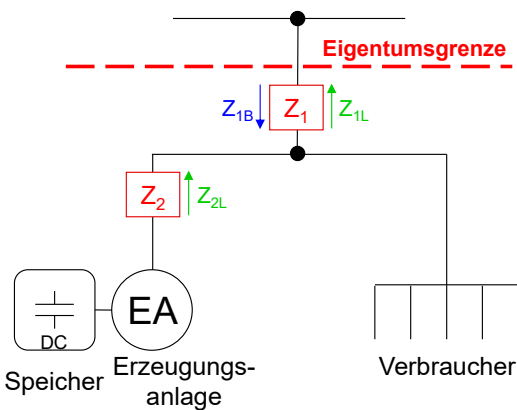 Eigentumsgrenze
Z1B Z1 Z1L
Z2 Z2L
EA
DC
Speicher
Erzeugungs-
anlage
Verbraucher